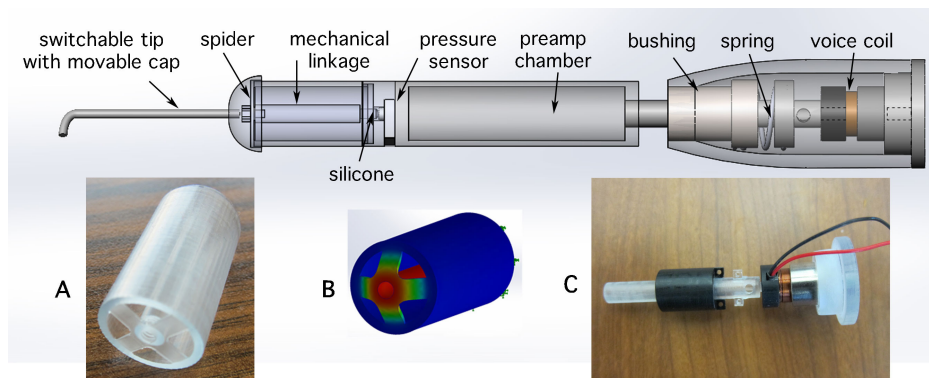 switchable tip
with movable cap
spider
mechanical
linkage
pressure
sensor
preamp
chamber
bushing
spring
voice coil
silicone
A
B
C